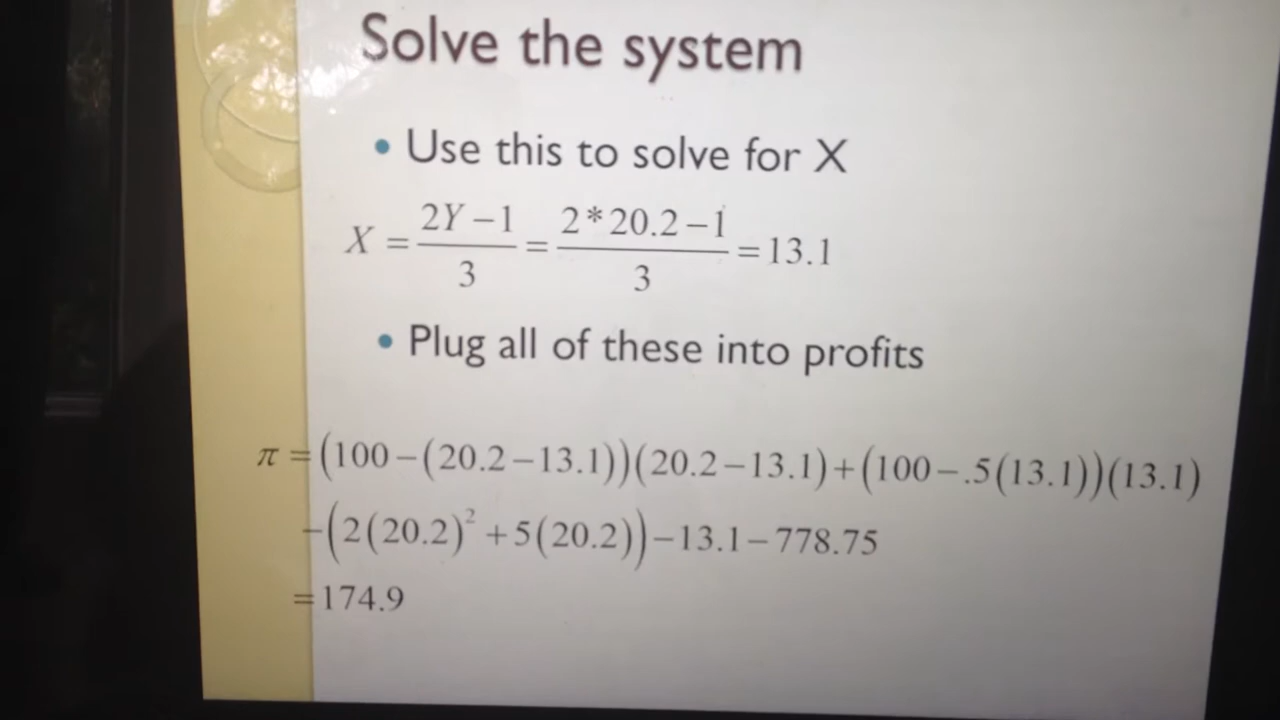 Solve the system
• Use this to solve for X
X = \frac{2Y-1}{3} = \frac{2*20.2-1}{3} = 13.1
• Plug all of these into profits
π = (100-(20.2-13.1))(20.2-13.1)+(100-.5(13.1))(13.1)
-(2(20.2)²+5(20.2))-13.1-778.75
=174.9